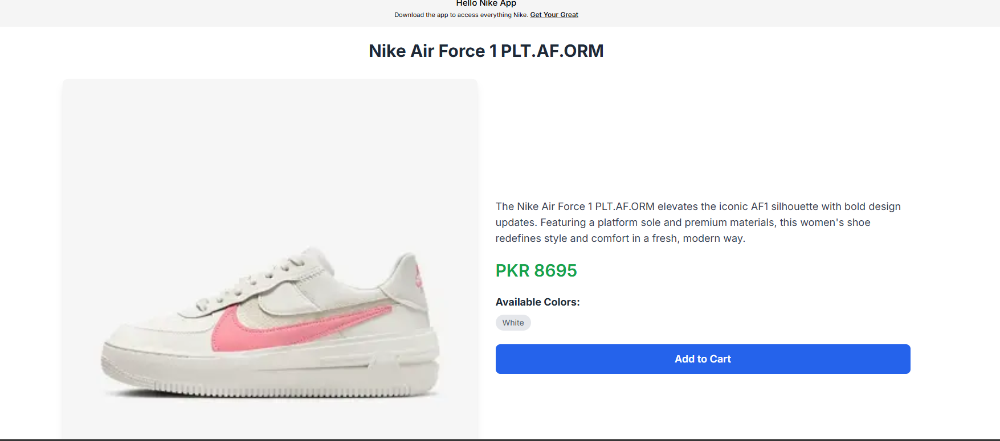 Hello Nike App
Download the app to access everything Nike. Get Your Great
Nike Air Force 1 PLT.AF.ORM
The Nike Air Force 1 PLT.AF.ORM elevates the iconic AF1 silhouette with bold design
updates. Featuring a platform sole and premium materials, this women's shoe
redefines style and comfort in a fresh, modern way.
PKR 8695
Available Colors:
White
Add to Cart